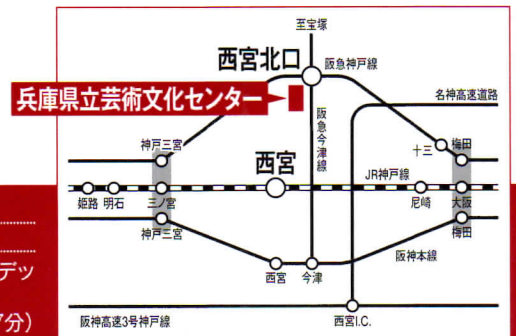 至宝塚
西宮北口
阪急神戸線
兵庫県立芸術文化センター
名神高速道路
阪急今津線
神戸三宮
十三
梅田
西宮
JR神戸線
姫路
明石
三ノ宮
尼崎
大阪
神戸三宮
梅田
デッ
阪神本線
西宮
今津
7分）
阪神高速3号神戸線
西宮I.C.